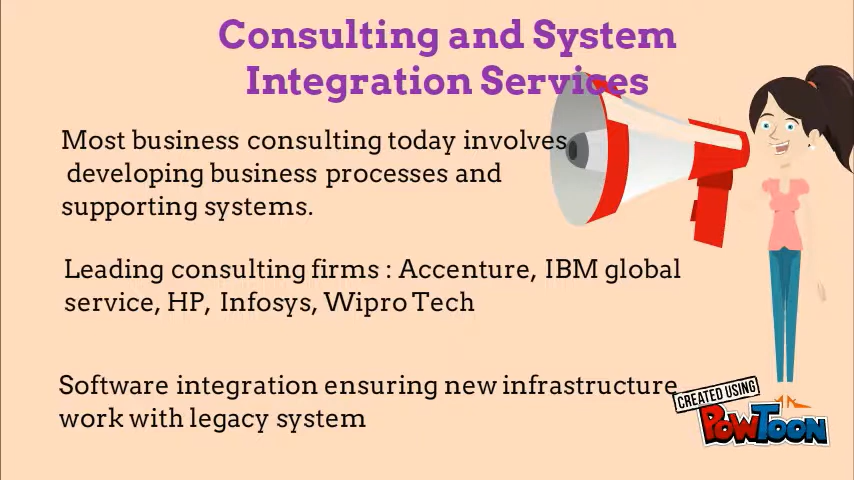 Consulting and System
Integration Services
Most business consulting today involves
developing business processes and
supporting systems.
Leading consulting firms : Accenture, IBM global
service, HP, Infosys, Wipro Tech
Software integration ensuring new infrastructure
work with legacy system
CREATED USING
POWTOON